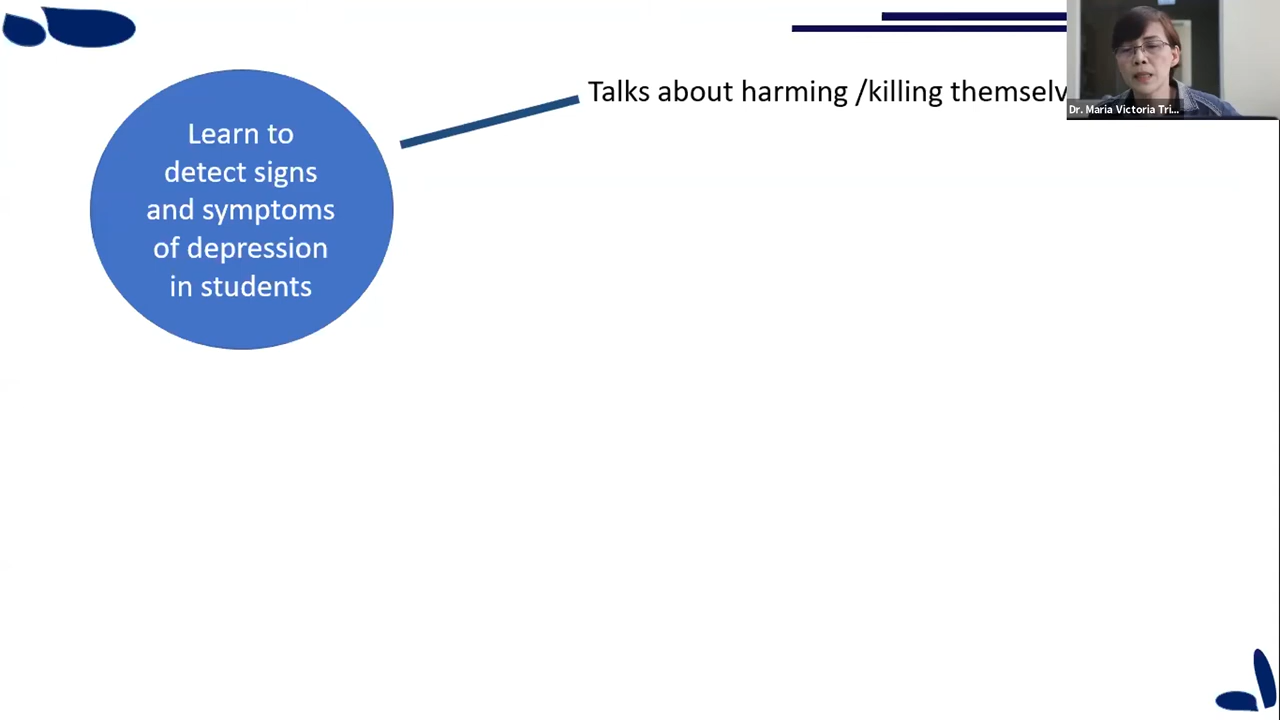 Learn to
detect signs
and symptoms
of depression
in students
Talks about harming /killing themselv
Dr. Maria Victoria Tri...